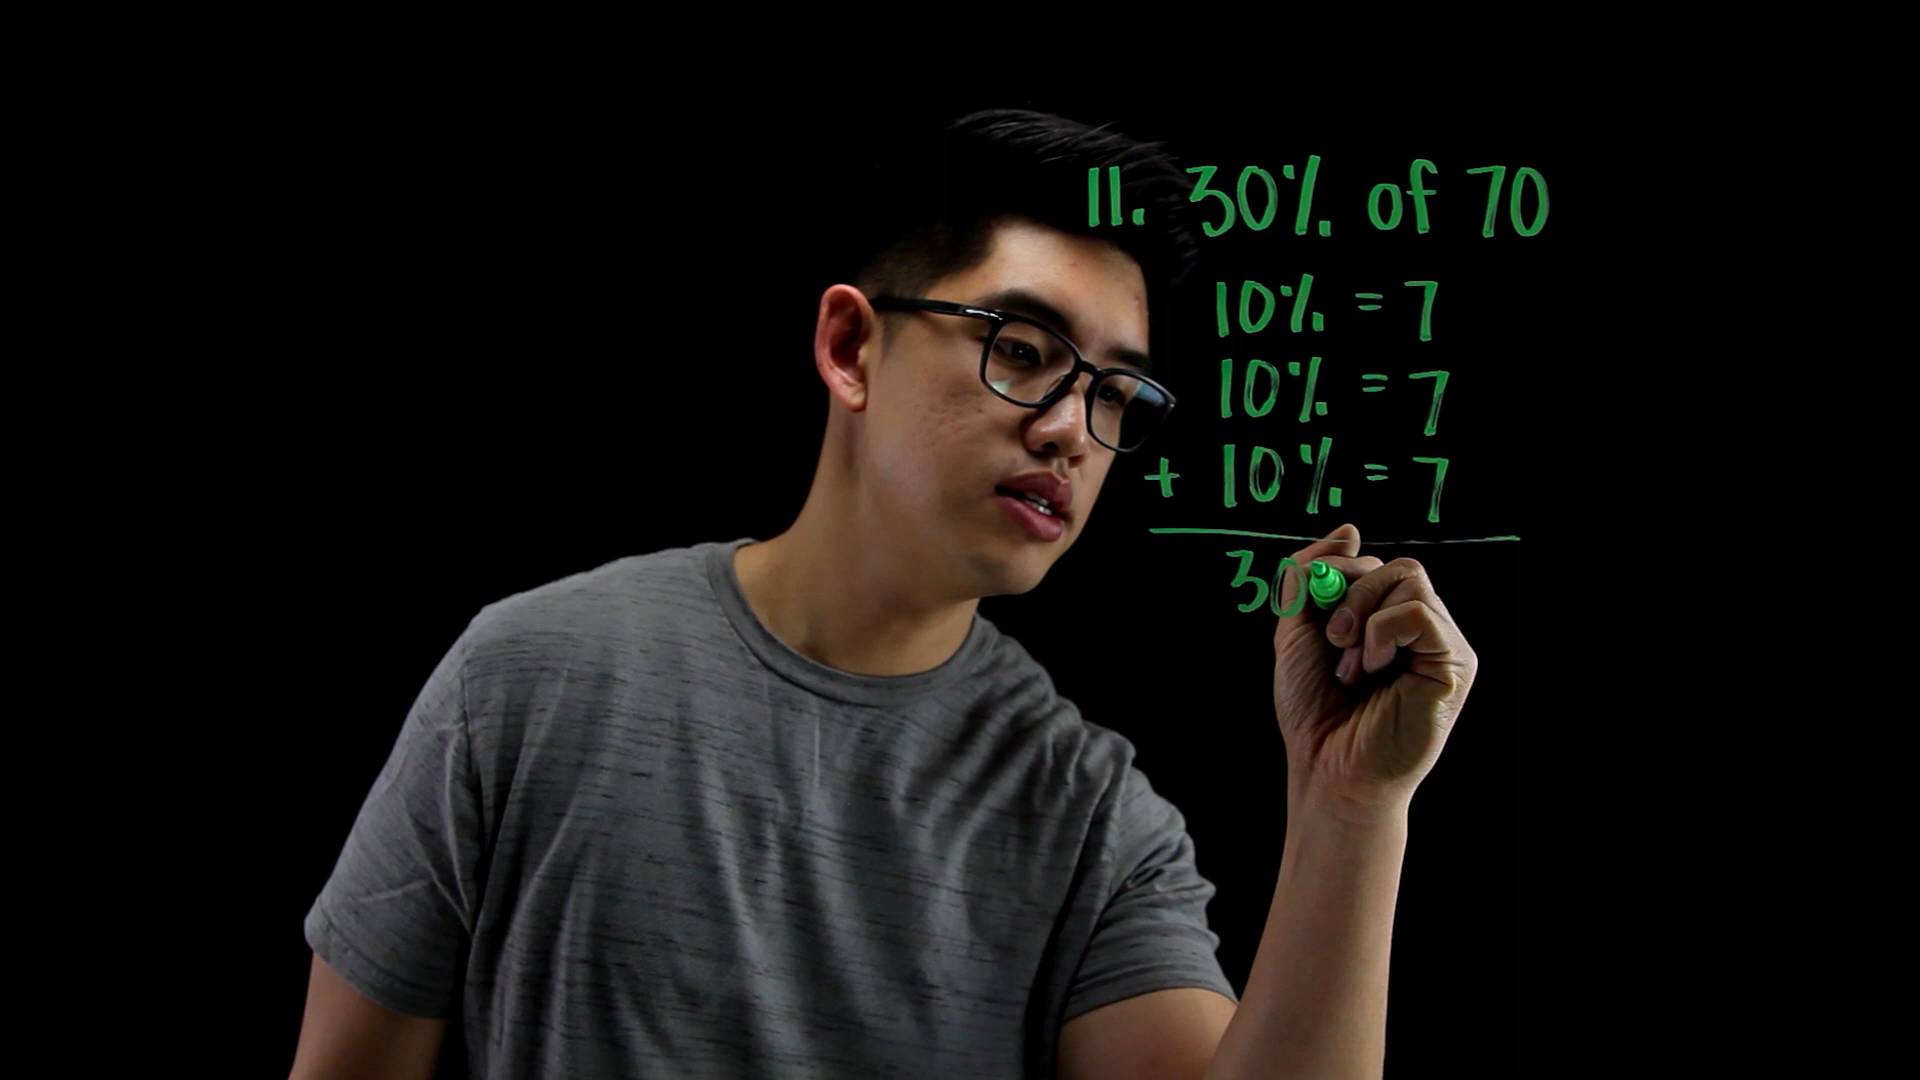 11. 30% of 70
10% = 7
10% = 7
+ 10% = 7
30